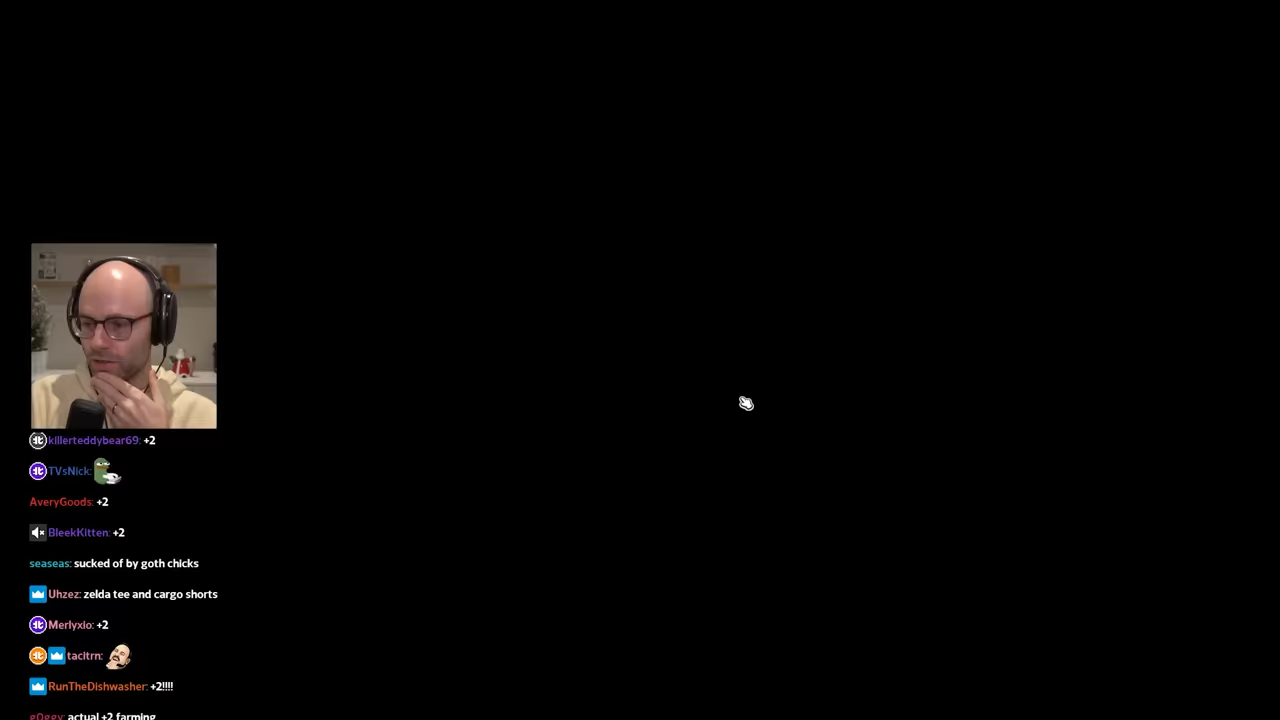 killerteddybear69: +2
TVsNick:
AveryGoods: +2
BleekKitten: +2
seaseas: sucked of by goth chicks
Uhzez: zelda tee and cargo shorts
Merlyxio: +2
tacitrn:
RunTheDishwasher: +2!!!!
g0ggy: actual +2 farming